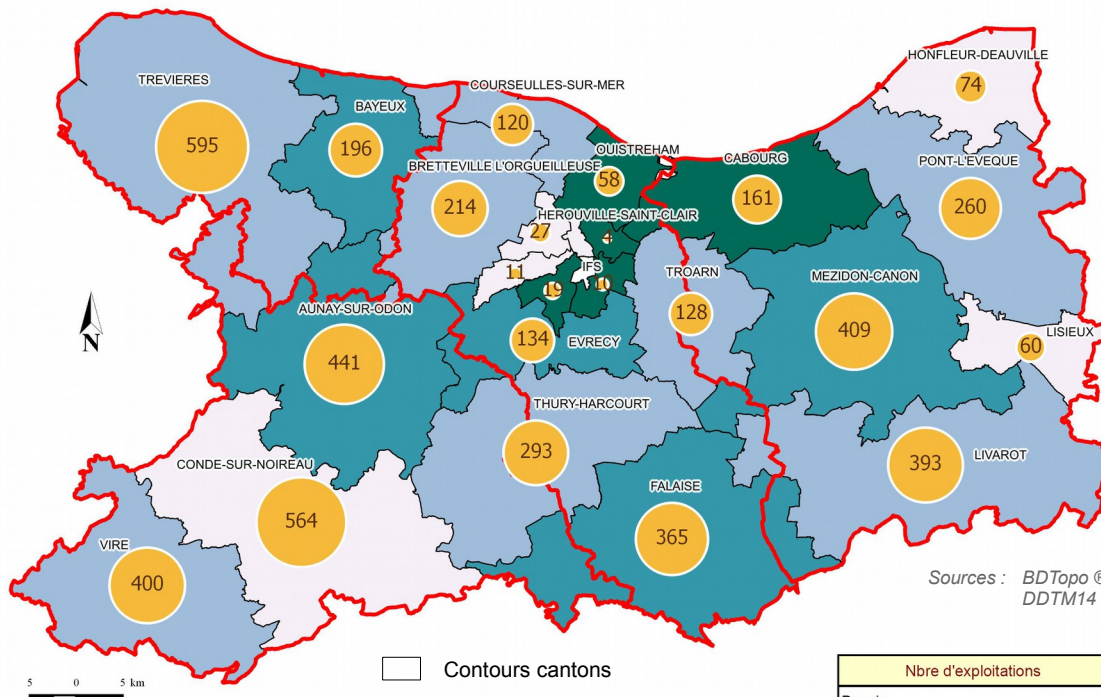 HONFLEUR-DEAUVILLE
74
TREVIERES
595
COURSEULLES-SUR-MER
120
BAYEUX
196
BRETTEVILLE L'ORGUEILLEUSE
214
OUISTREHAM
58
CABOURG
161
PONT-L'EVEQUE
260
HEROUVILLE-SAINT-CLAIR
27
4
11
IFS
19
10
TROARN
128
MEZIDON-CANON
409
LISIEUX
60
AUNAY-SUR-ODON
441
134
EVRECY
N
THURY-HARCOURT
293
CONDE-SUR-NOIREAU
564
FALAISE
365
LIVAROT
393
VIRE
400
Sources : BDTopo ®
DDTM14
Contours cantons
5 0 5 km
Nbre d'exploitations